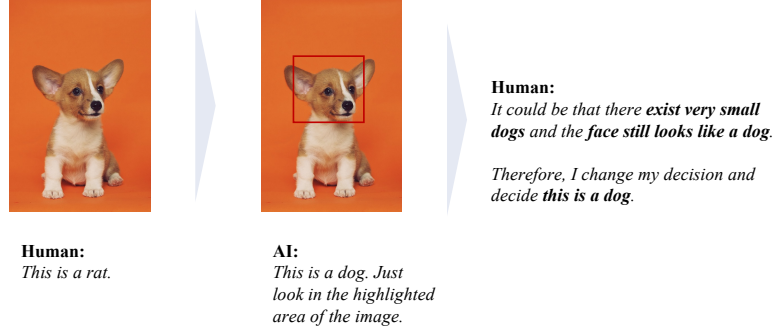 Human:
This is a rat.
AI:
This is a dog. Just
look in the highlighted
area of the image.
Human:
It could be that there exist very small
dogs and the face still looks like a dog.
Therefore, I change my decision and
decide this is a dog.